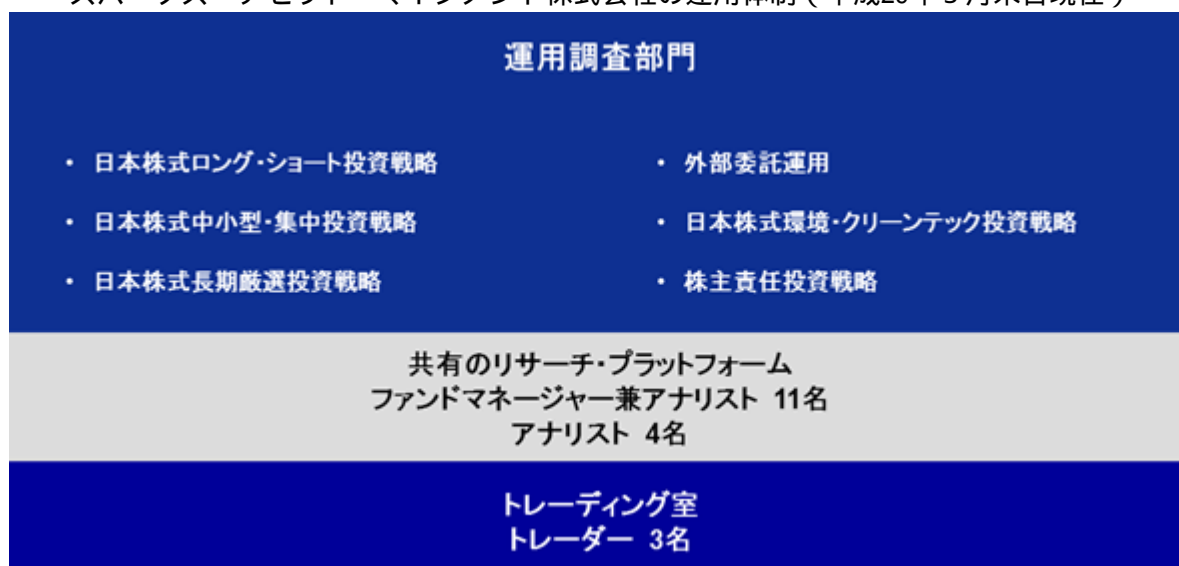 運用調査部門
・ 日本株式ロング・ショート投資戦略
・ 外部委託運用
・ 日本株式中小型・集中投資戦略
・ 日本株式環境・クリーンテック投資戦略
・ 日本株式長期厳選投資戦略
・ 株主責任投資戦略
共有のリサーチ・プラットフォーム
ファンドマネージャー兼アナリスト 11名
アナリスト 4名
トレーディング室
トレーダー 3名